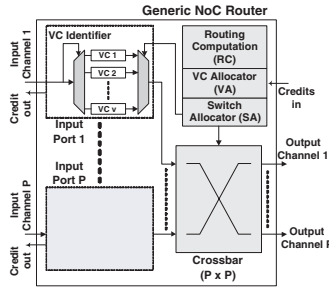 Generic NoC Router
VC Identifier
Input
Channel 1
Credit
out
VC 1
VC 2
VC v
Input
Port 1
Routing
Computation
(RC)
VC Allocator
(VA)
Switch
Allocator (SA)
Credits
in
Output
Channel 1
Input
Port P
Input
Channel P
Credit
out
Crossbar
(P x P)
Output
Channel P